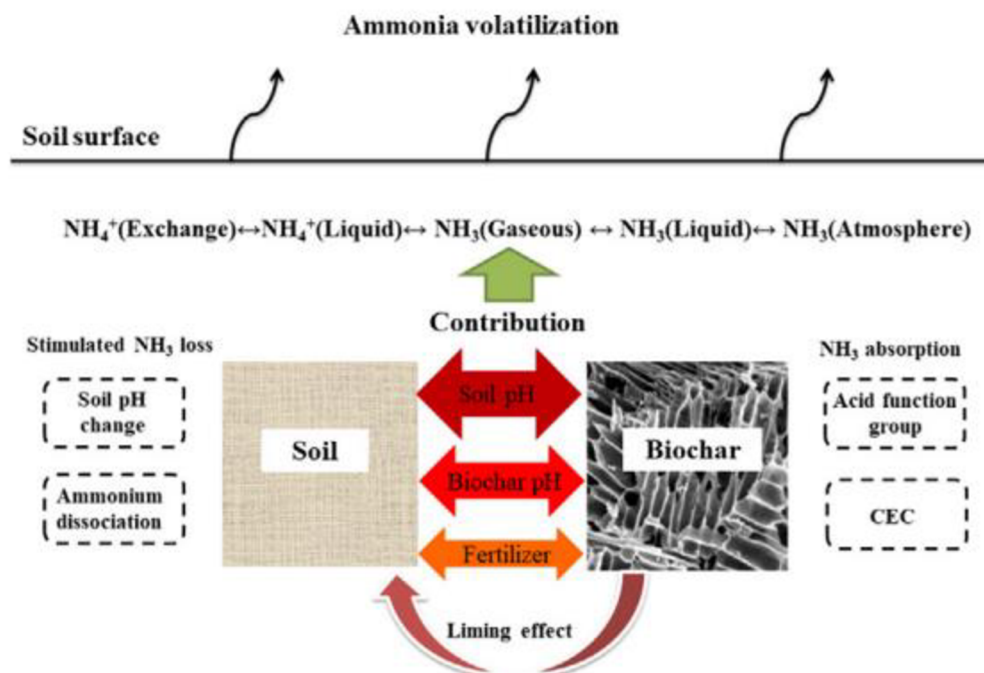 Ammonia volatilization
Soil surface
NH₄⁺(Exchange)↔NH₄⁺(Liquid)↔ NH₃(Gaseous) ↔ NH₃(Liquid)↔ NH₃(Atmosphere)
Contribution
Stimulated NH₃ loss
NH₃ absorption
Soil pH
change
Ammonium
dissociation
Soil
Soil pH
Biochar pH
Fertilizer
Biochar
Acid function
group
CEC
Liming effect